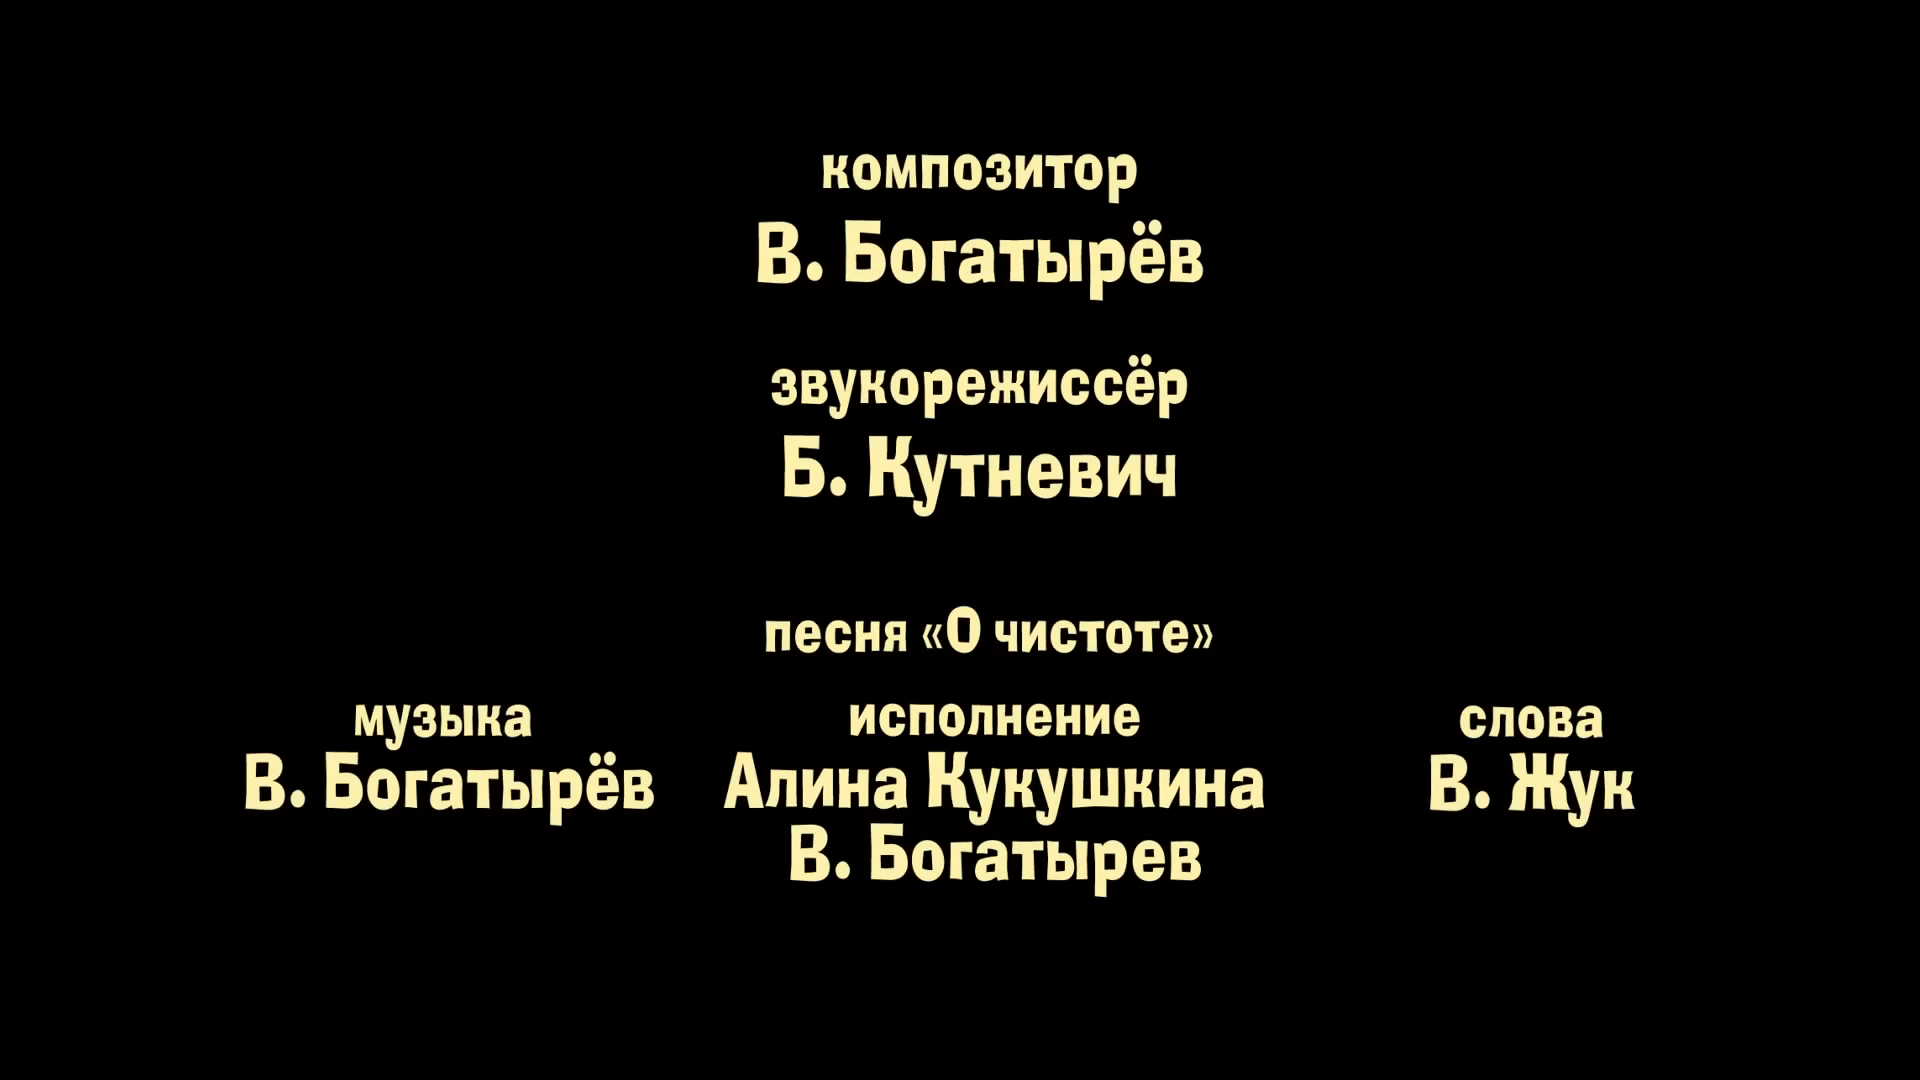 композитор
В. Богатырёв
звукорежиссёр
Б. Кутневич
песня «О чистоте»
музыка
В. Богатырёв
исполнение
Алина Кукушкина
В. Богатырев
слова
В. Жук